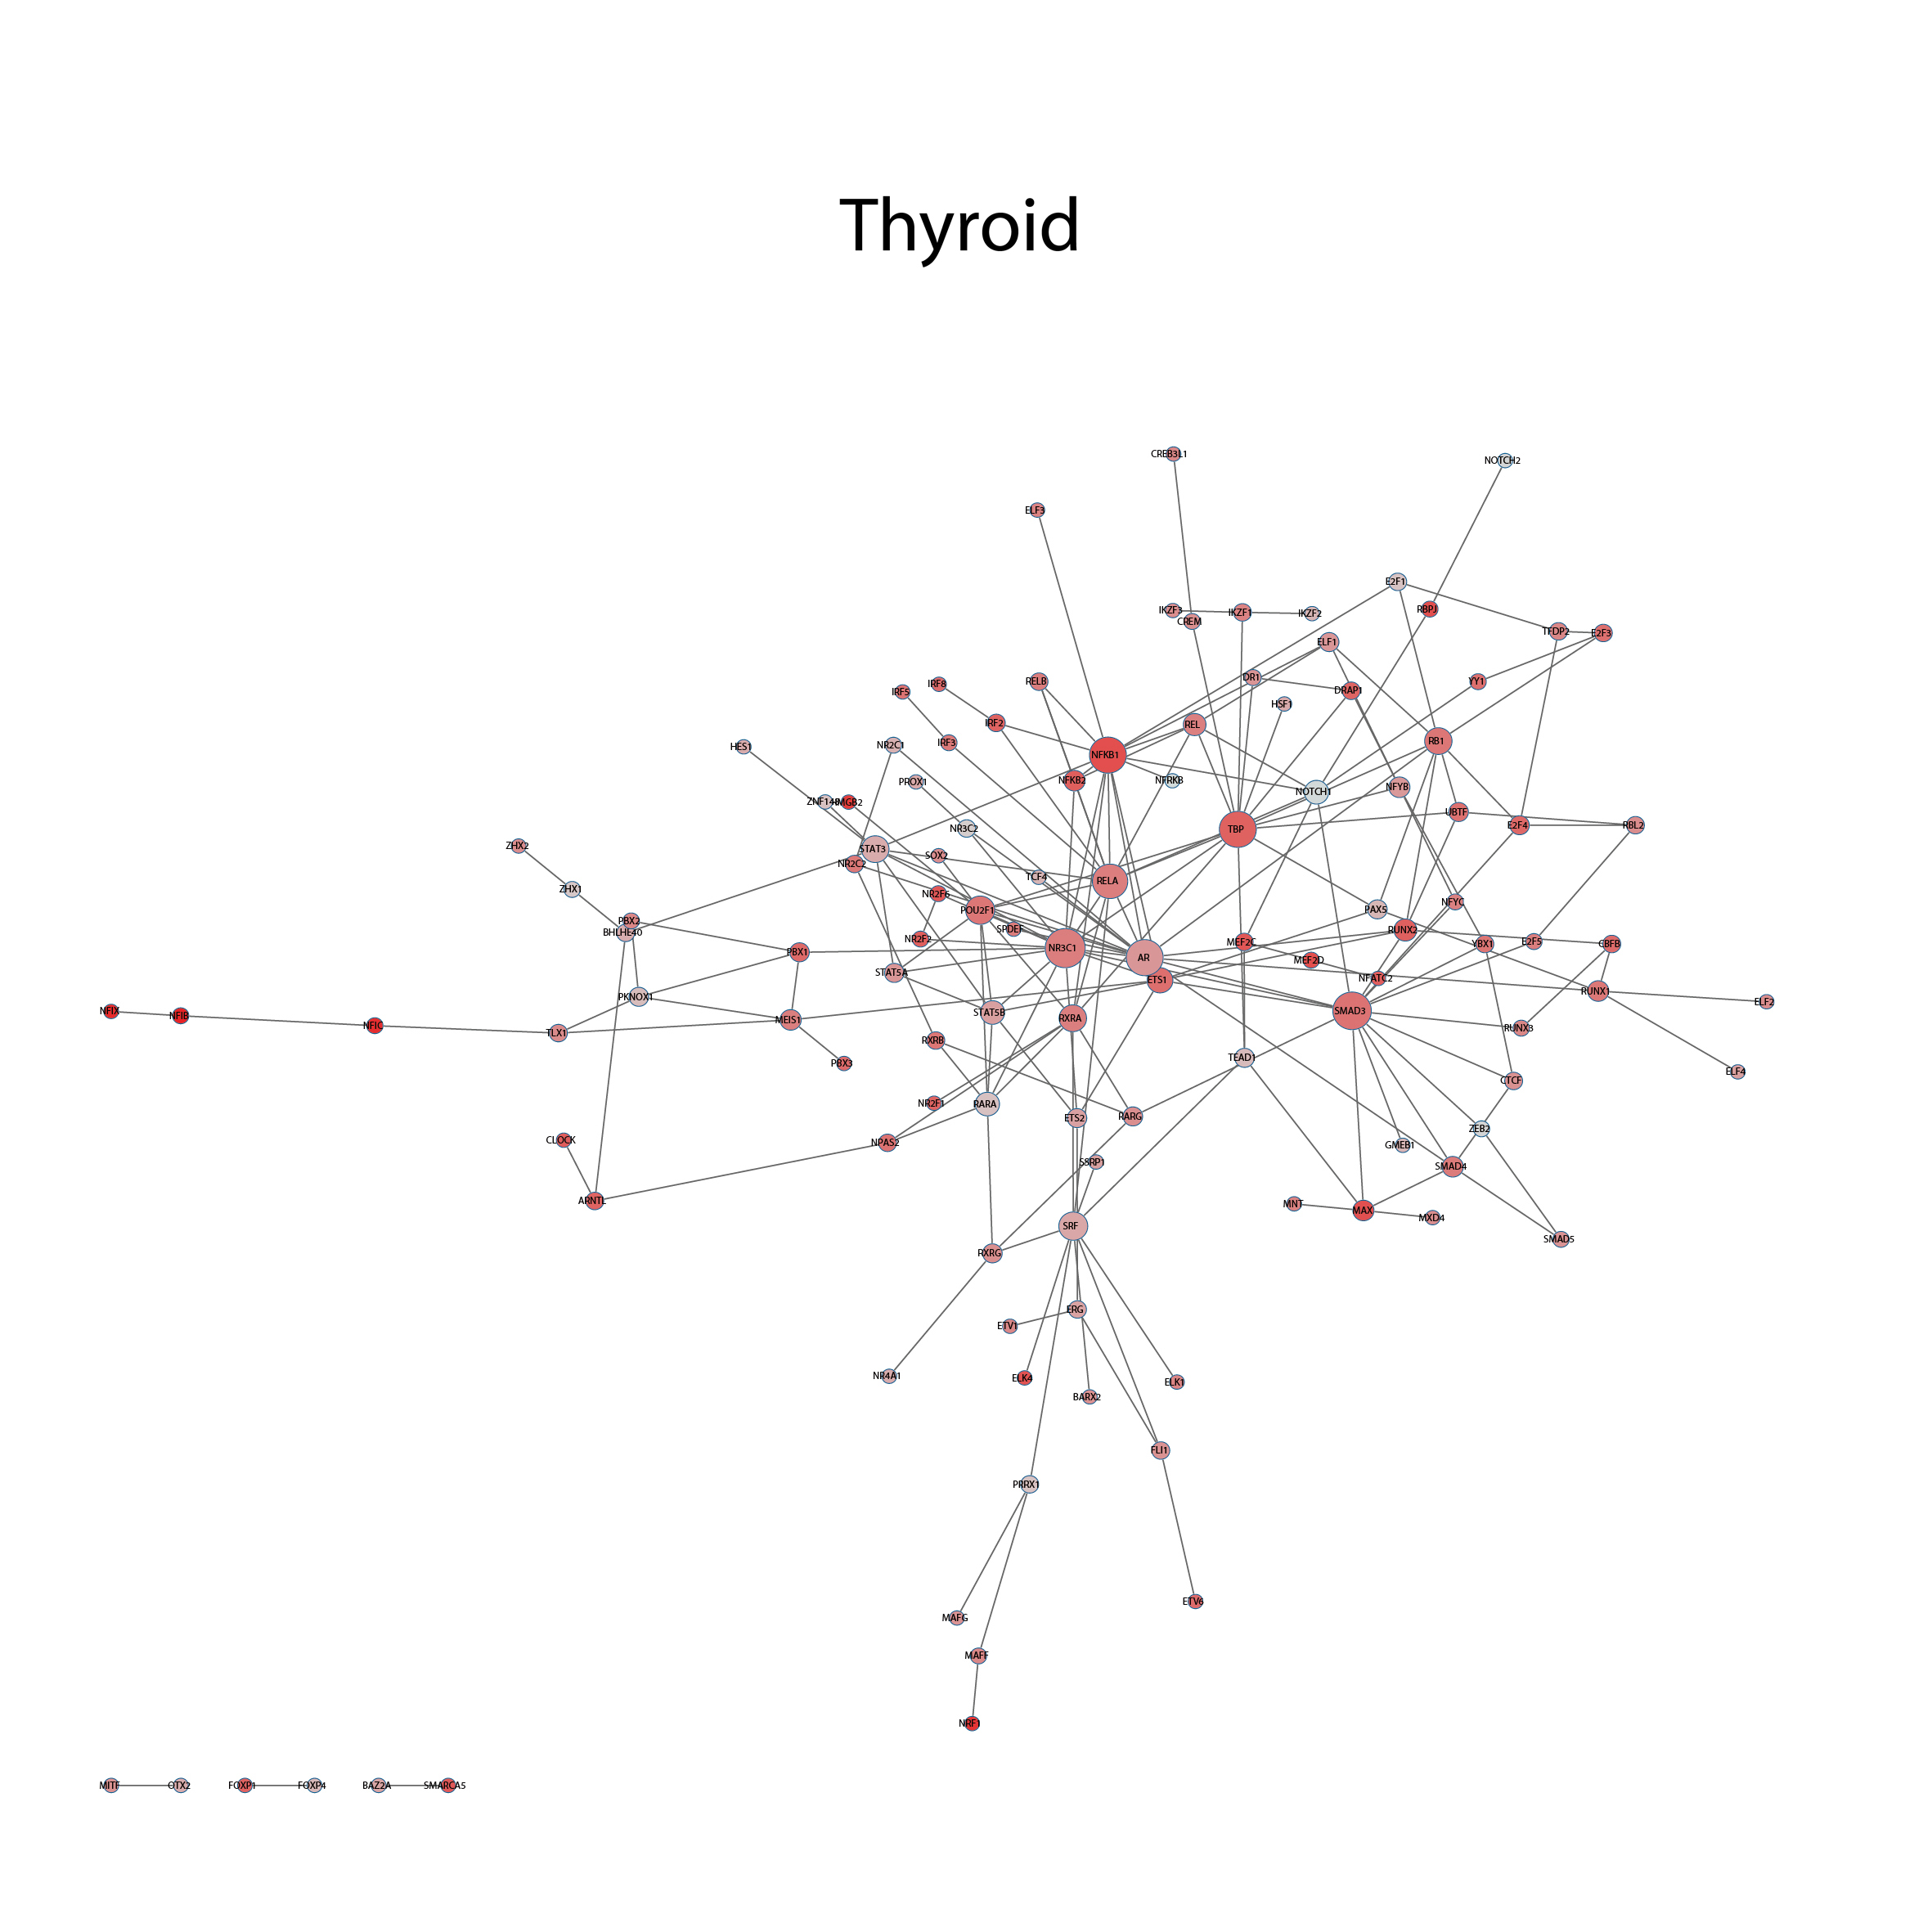 Thyroid
CREB3L1
NOTCH2
ELF3
E2F1
IKZF3
IKZF1
IKZF2
RBPJ
CREM
TFDP2
E2F3
ELF1
RELB
IRF8
IRF5
DR1
DRAP1
YY1
HSF1
IRF2
REL
IRF3
NR2C1
HES1
RB1
NFKB1
PROX1
NFKB2
NFRKB
NOTCH1
NFYB
ZNF148
HMGB2
UBTF
NR3C2
TBP
E2F4
RBL2
ZHX2
STAT3
SOX2
NR2C2
TCF4
RELA
ZHX1
NR2F6
NFYC
POU2F1
PAX5
PBX2
BHLHE40
SPDEF
RUNX2
NR2F2
NR3C1
MEF2C
YBX1
E2F5
CBFB
PBX1
AR
MEF2D
STAT5A
ETS1
NFATC2
RUNX1
PKNOX1
ELF2
NFIX
NFIB
NFIC
TLX1
MEIS1
STAT5B
RXRA
SMAD3
RUNX3
RXRB
PBX3
TEAD1
ELF4
CTCF
NR2F1
RARA
ETS2
RARG
CLOCK
NPAS2
GMEB1
ZEB2
SSRP1
SMAD4
ARNTL
MNT
MAX
MXD4
SRF
SMAD5
RXRG
ERG
ETV1
NR4A1
ELK4
ELK1
BARX2
FLI1
PRRX1
MAFG
ETV6
MAFF
NRF1
MITF
OTX2
FOXP1
FOXP4
BAZ2A
SMARCA5